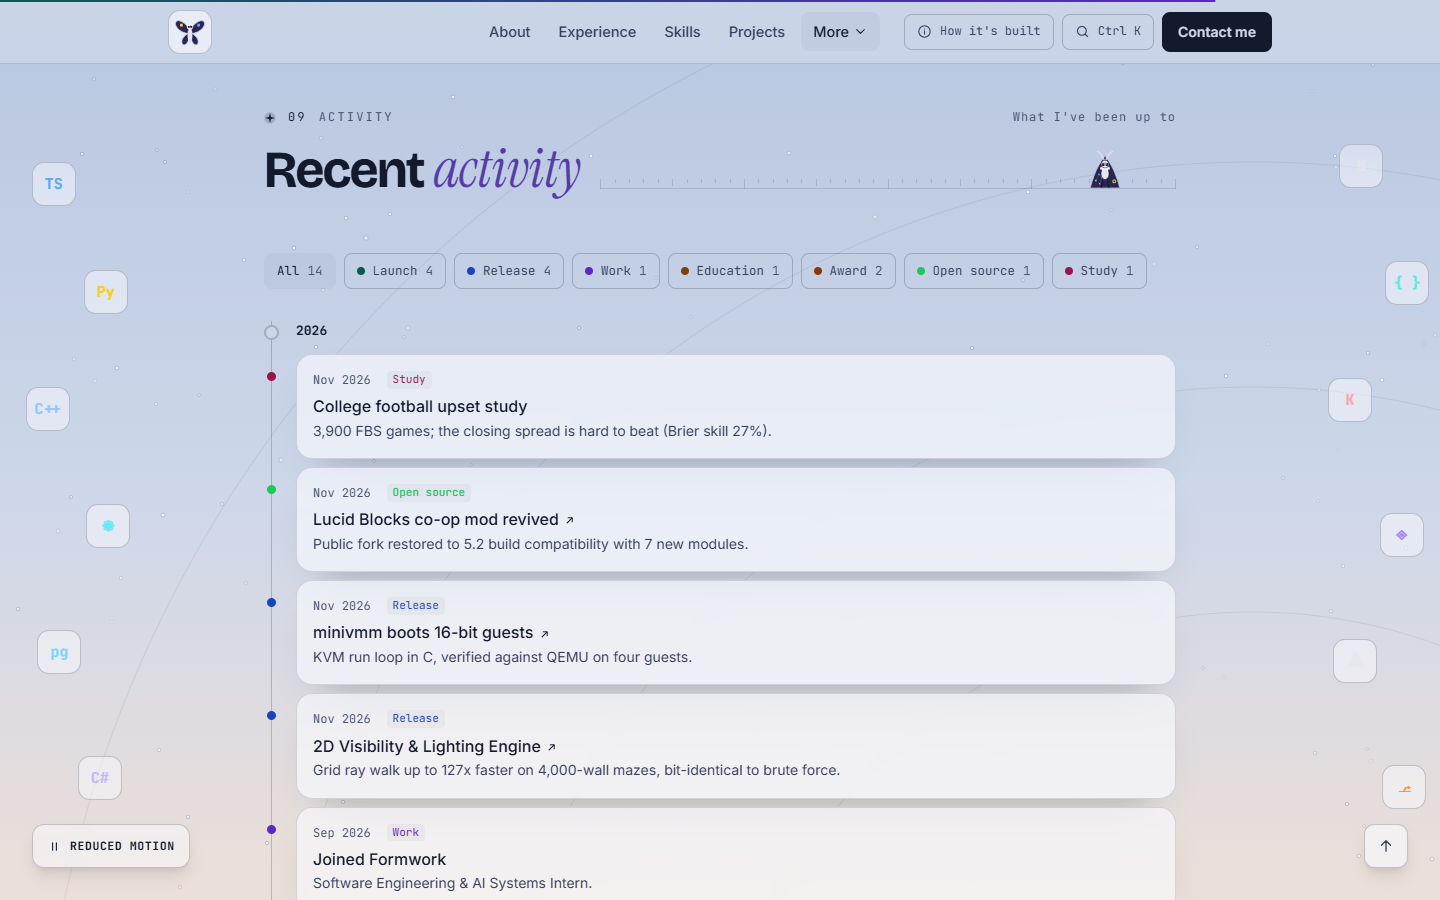 About Experience Skills Projects More How it's built Ctrl K Contact me
09 ACTIVITY What I've been up to
Recent activity
All 14 Launch 4 Release 4 Work 1 Education 1 Award 2 Open source 1 Study 1
2026
Nov 2026 Study
College football upset study
3,900 FBS games; the closing spread is hard to beat (Brier skill 27%).
Nov 2026 Open source
Lucid Blocks co-op mod revived ↗
Public fork restored to 5.2 build compatibility with 7 new modules.
Nov 2026 Release
minivmm boots 16-bit guests ↗
KVM run loop in C, verified against QEMU on four guests.
Nov 2026 Release
2D Visibility & Lighting Engine ↗
Grid ray walk up to 127x faster on 4,000-wall mazes, bit-identical to brute force.
Sep 2026 Work
Joined Formwork
Software Engineering & AI Systems Intern.
TS
Py
C++
pg
C#
{ }
K
REDUCED MOTION